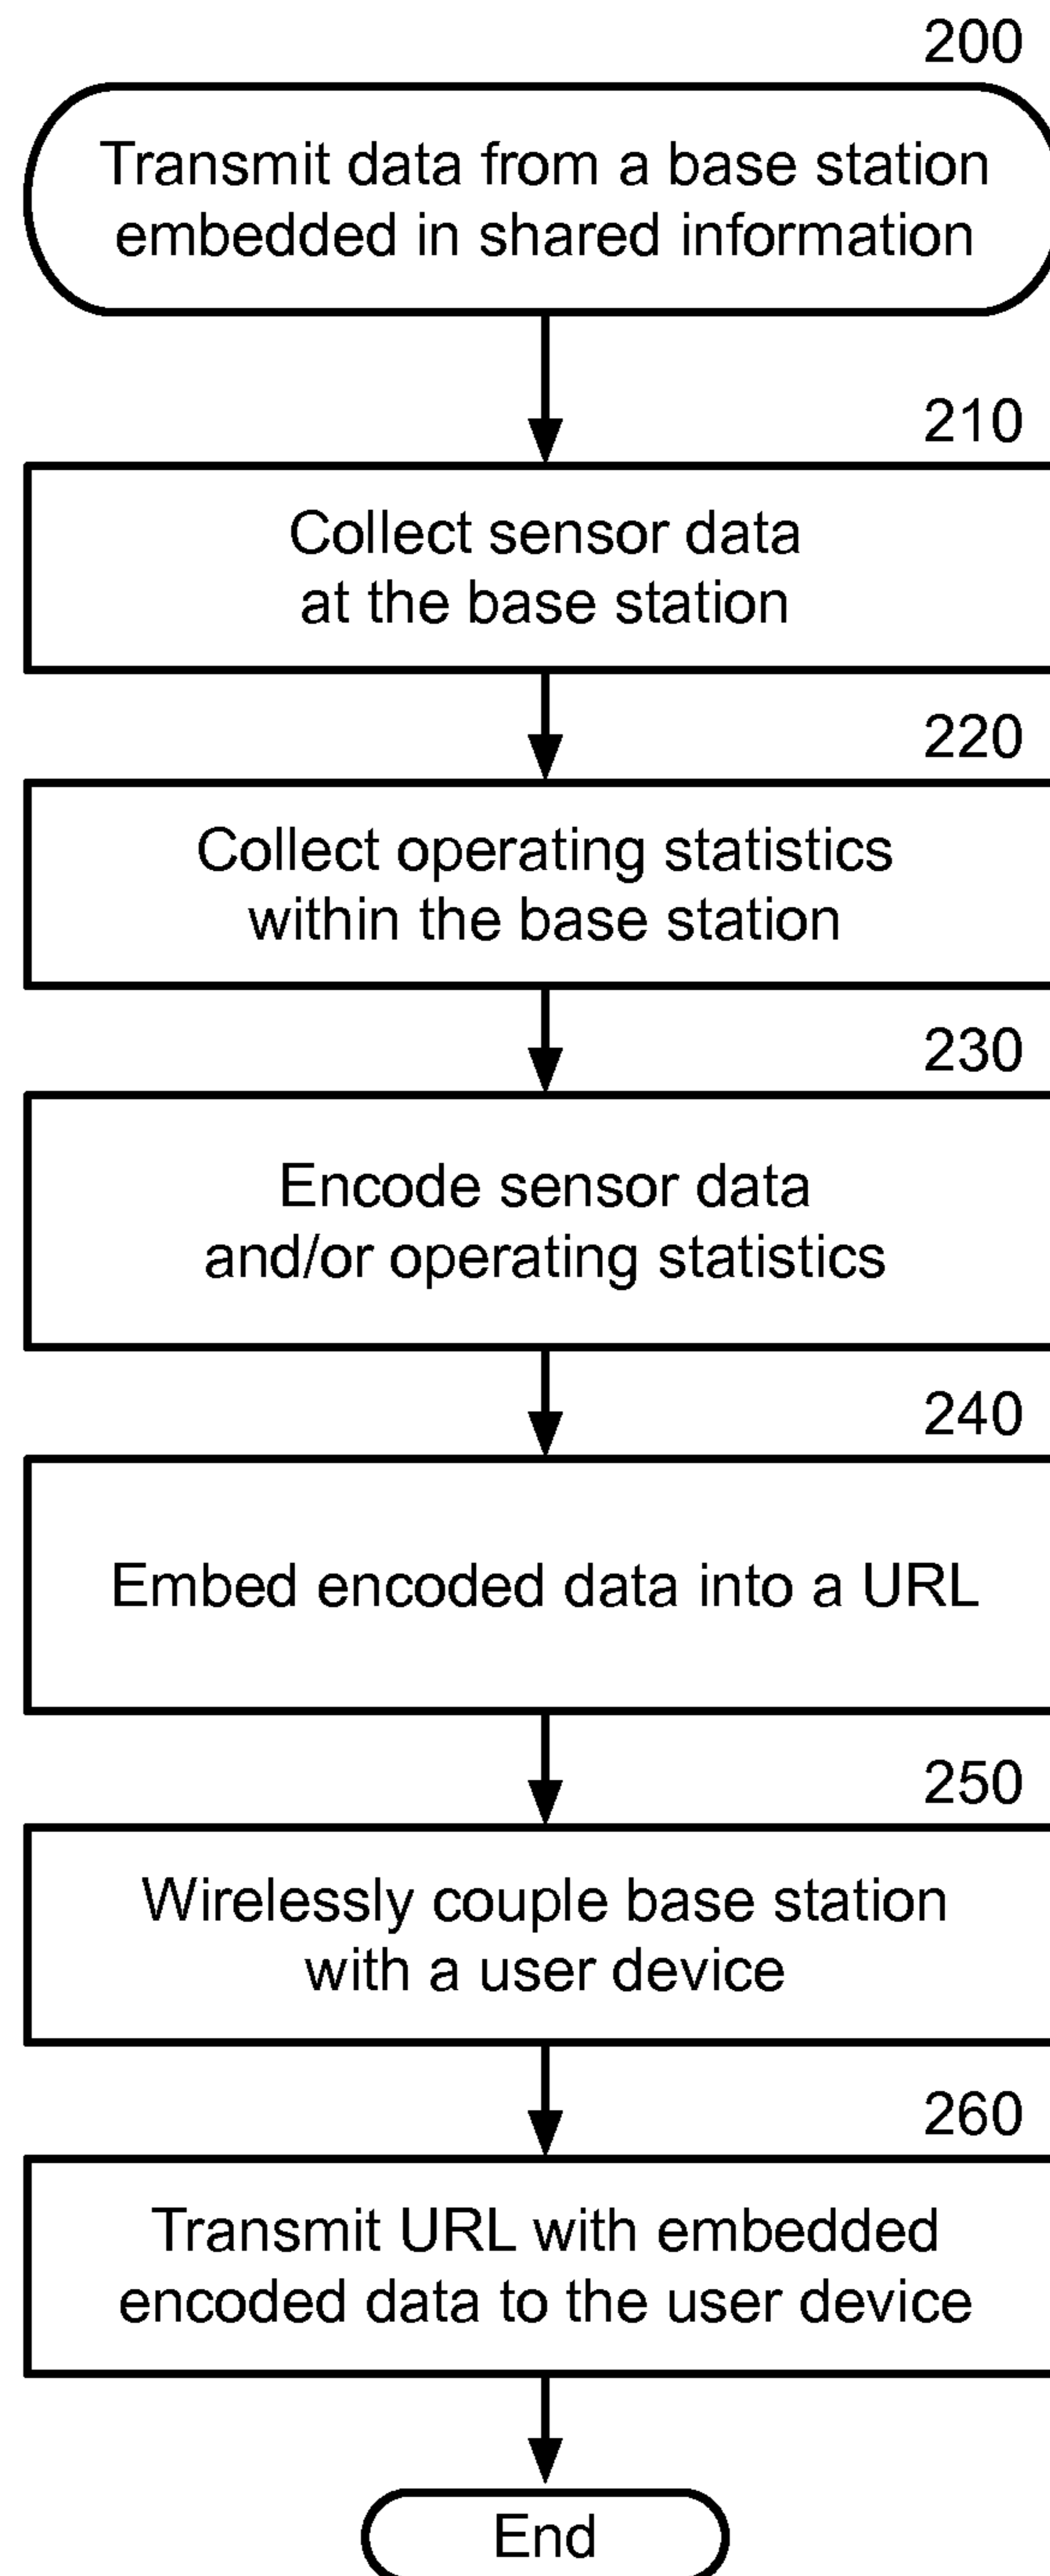 200
Transmit data from a base station
embedded in shared information
210
Collect sensor data
at the base station
220
Collect operating statistics
within the base station
230
Encode sensor data
and/or operating statistics
240
Embed encoded data into a URL
250
Wirelessly couple base station
with a user device
260
Transmit URL with embedded
encoded data to the user device
End